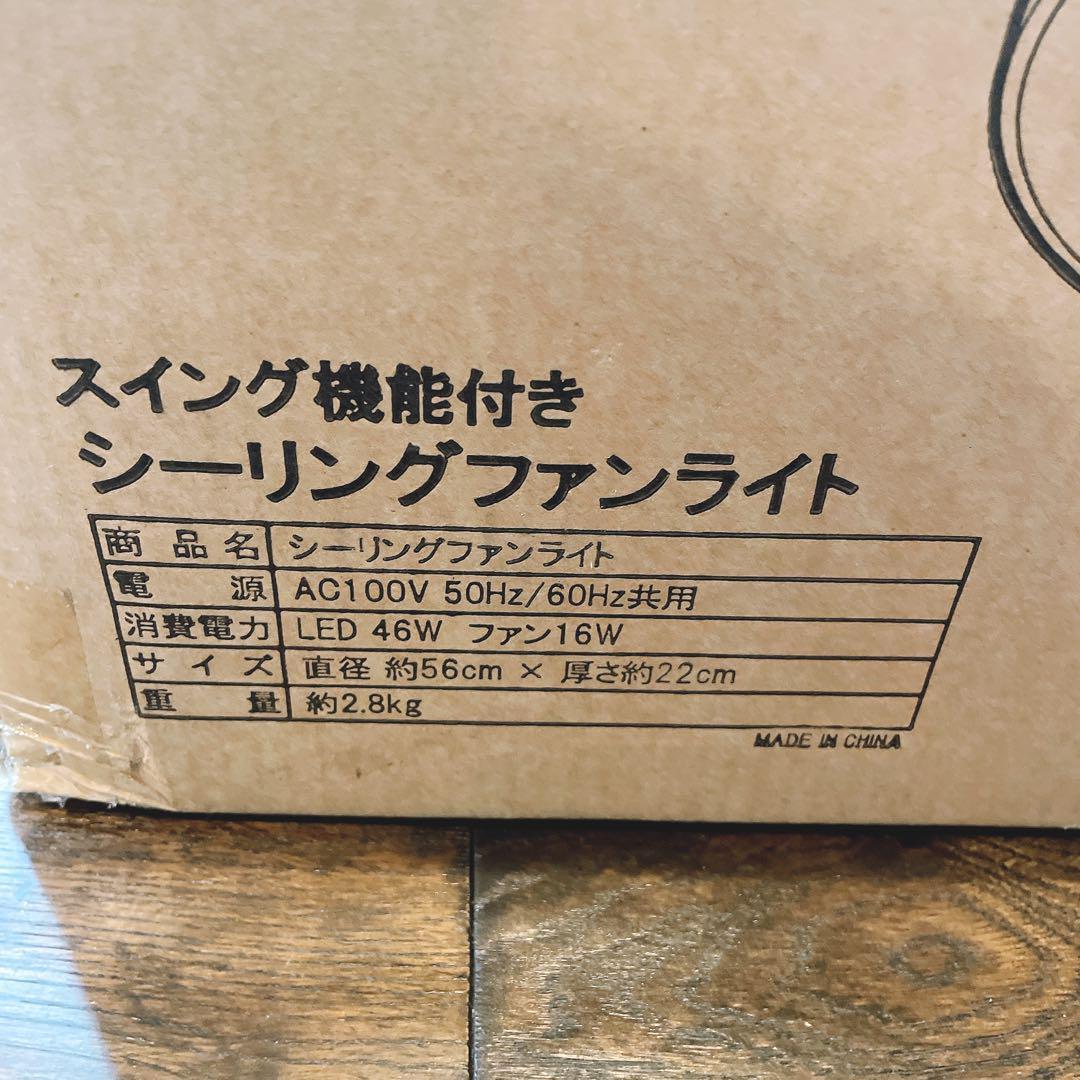 スイング機能付き
シーリングファンライト
商品名 シーリングファンライト
電源 AC100V 50Hz/60Hz共用
消費電力 LED 46W ファン16W
サイズ 直径 約56cm × 厚さ約22cm
重量 約2.8kg
MADE IN CHINA